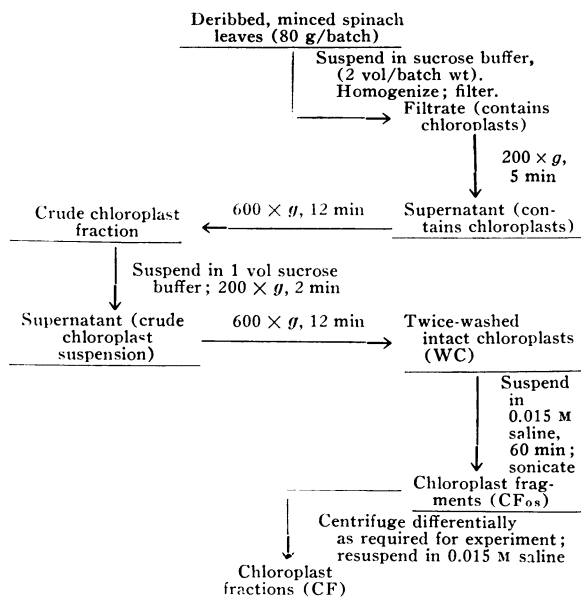 Deribbed, minced spinach
leaves (80 g/batch)
Suspend in sucrose buffer,
(2 vol/batch wt).
Homogenize; filter.
Filtrate (contains
chloroplasts)
200 × g,
5 min
Supernatant (con-
tains chloroplasts)
600 × g, 12 min
Crude chloroplast
fraction
Suspend in 1 vol sucrose
buffer; 200 × g, 2 min
Supernatant (crude
chloroplast
suspension)
600 × g, 12 min
Twice-washed
intact chloroplasts
(WC)
Suspend
in
0.015 M
saline,
60 min;
sonicate
Chloroplast frag-
ments (CFos)
Centrifuge differentially
as required for experiment;
resuspend in 0.015 M saline
Chloroplast
fractions (CF)